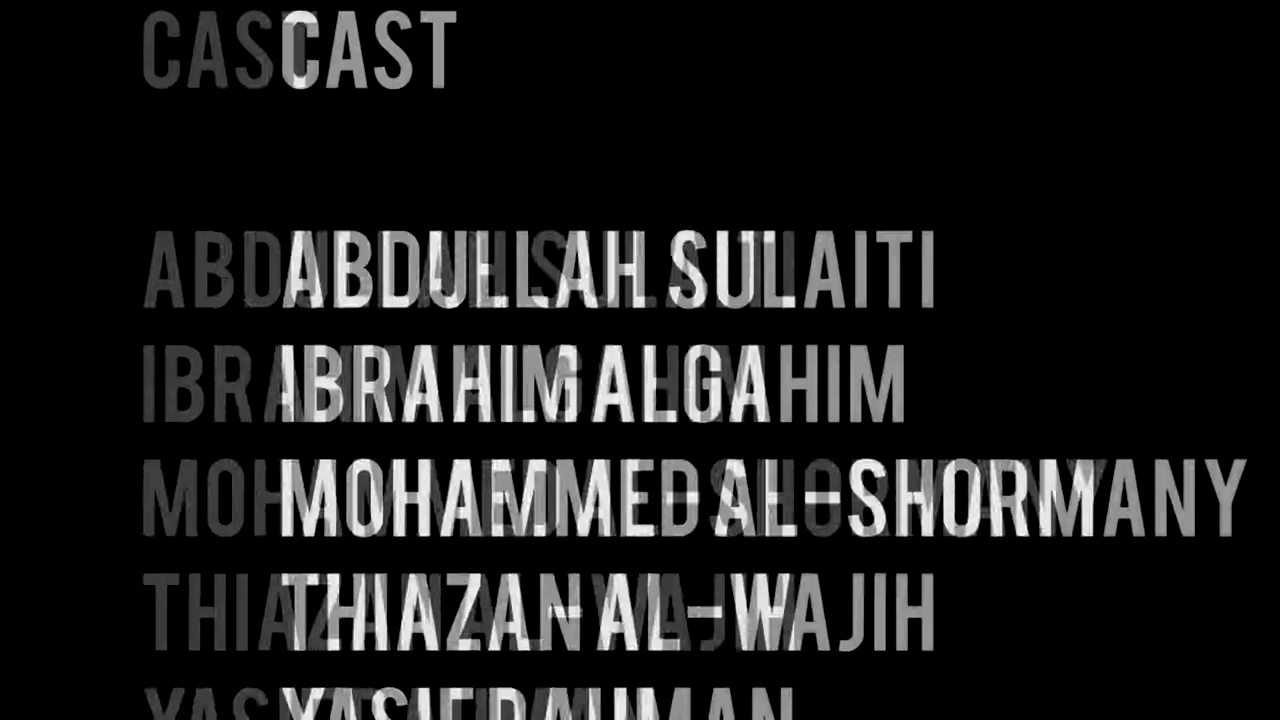 CAST
ABDULLAH SULAITI
IBRAHIM ALGAHIM
MOHAMMED AL-SHORMANY
THIAZAN AL-WAJIH